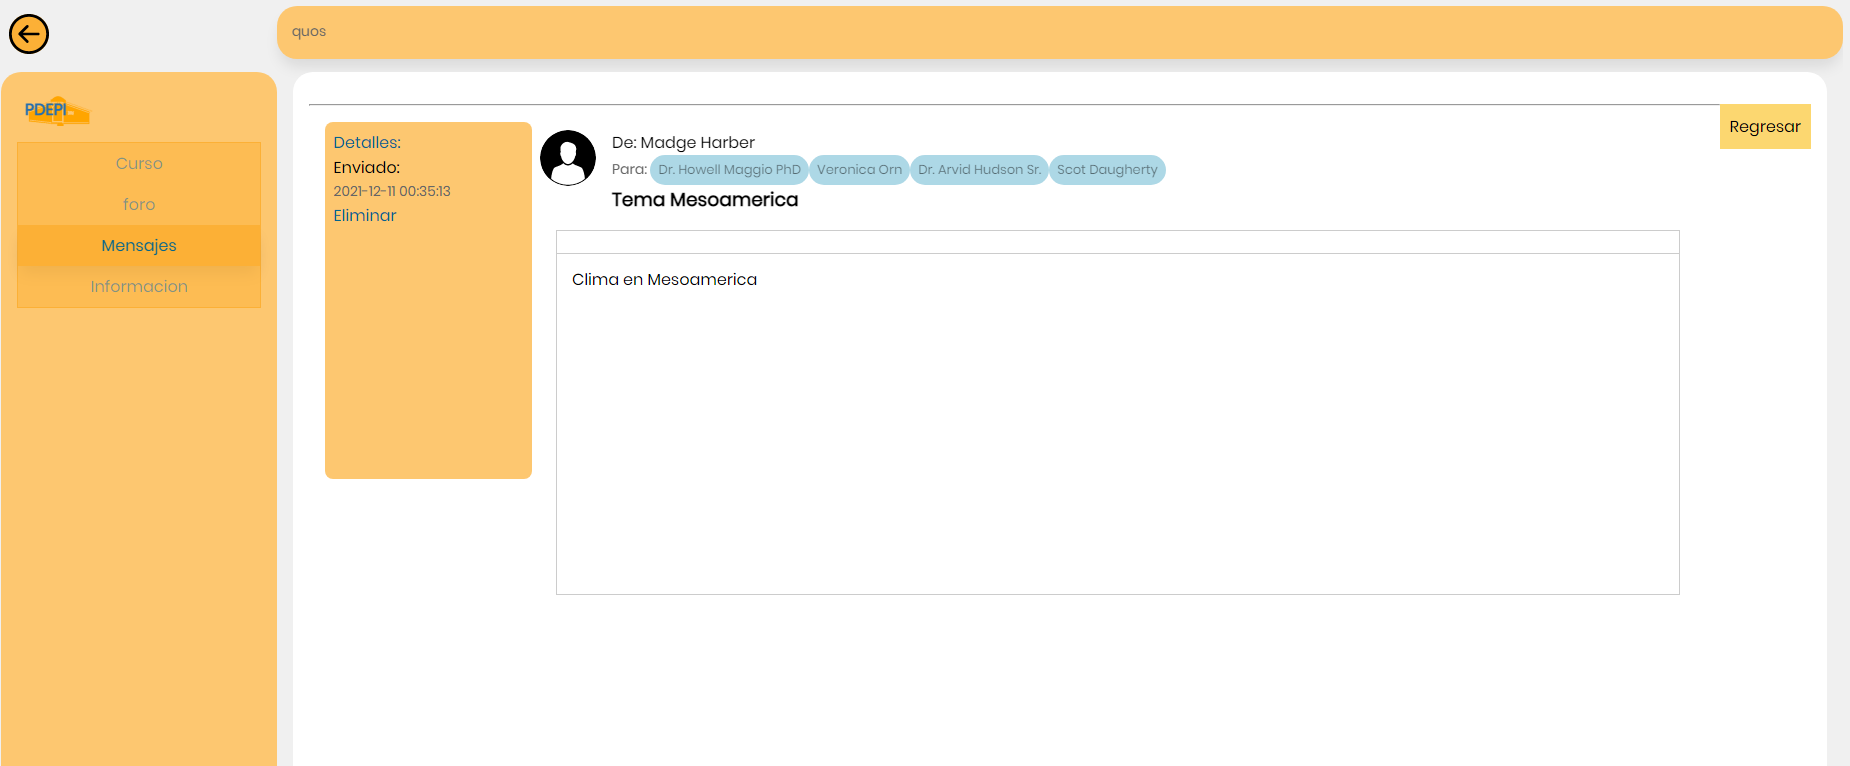 quos
PDEPI
Curso
foro
Mensajes
Informacion
Regresar
Detalles:
Enviado:
2021-12-11 00:35:13
Eliminar
De: Madge Harber
Para: Dr. Howell Maggio PhD Veronica Orn Dr. Arvid Hudson Sr. Scot Daugherty
Tema Mesoamerica
Clima en Mesoamerica